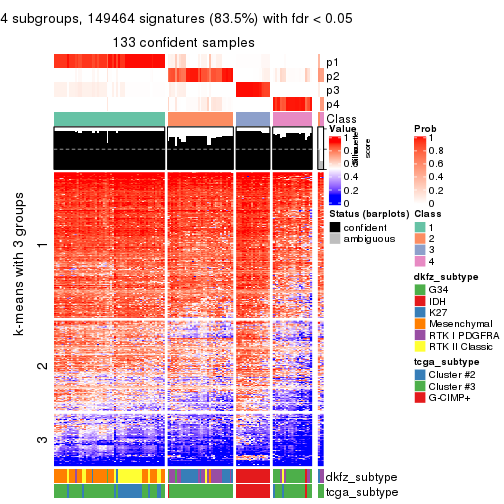 4 subgroups, 149464 signatures (83.5%) with fdr < 0.05
133 confident samples
p1
p2
p3
p4
Class
Silhouette
score
k-means with 3 groups
1
2
3
dkfz_subtype
tcga_subtype
Value
1
0.8
0.6
0.4
0.2
0
Status (barplots)
confident
ambiguous
Prob
1
0.8
0.6
0.4
0.2
0
Class
1
2
3
4
dkfz_subtype
G34
IDH
K27
Mesenchymal
RTK I PDGFRA
RTK II Classic
tcga_subtype
Cluster #2
Cluster #3
G-CIMP+